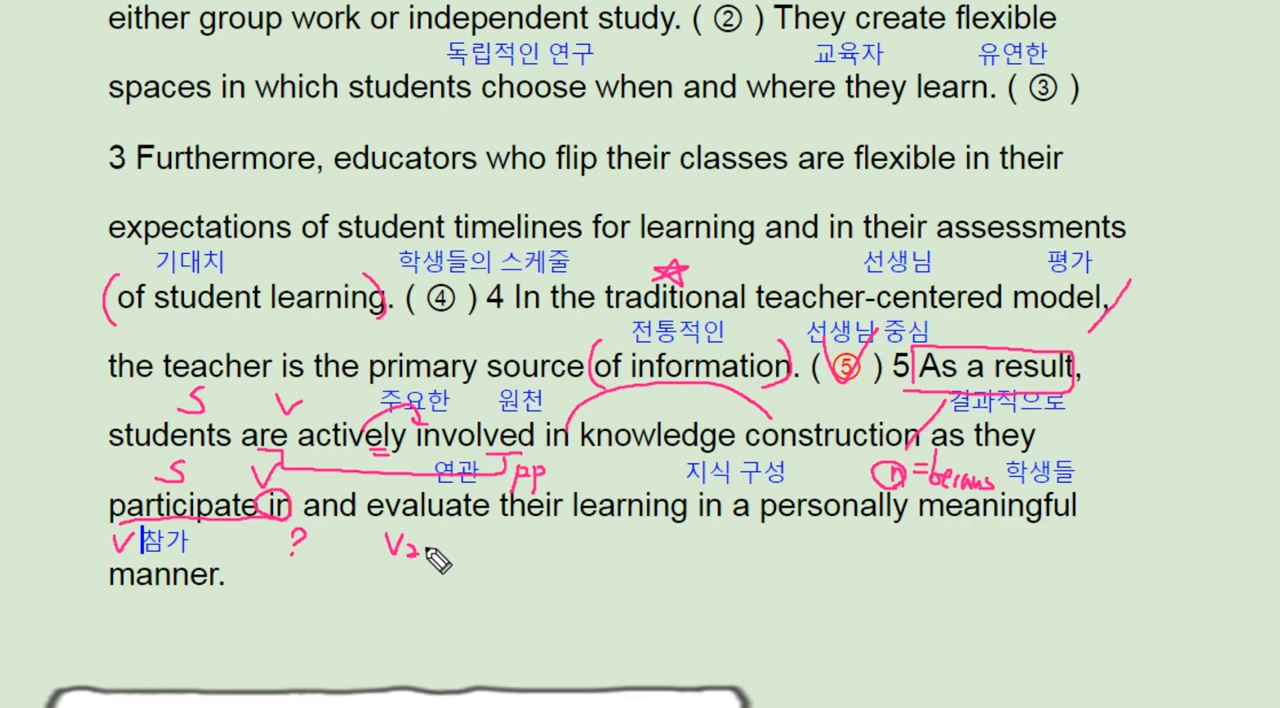 either group work or independent study. ( ② ) They create flexible
독립적인 연구 교육자 유연한
spaces in which students choose when and where they learn. ( ③ )
3 Furthermore, educators who flip their classes are flexible in their
expectations of student timelines for learning and in their assessments
기대치 학생들의 스케줄 선생님 평가
(of student learning). ( ④ ) 4 In the traditional teacher-centered model,
전통적인 선생님 중심
the teacher is the primary source (of information). ( ⑤ ) 5 As a result,
S V 주요한 원천 결과적으로
students are actively involved in knowledge construction as they
S V 연관 pp 지식 구성 n = 학생들
participate in and evaluate their learning in a personally meaningful
V 참가 ? V2
manner.